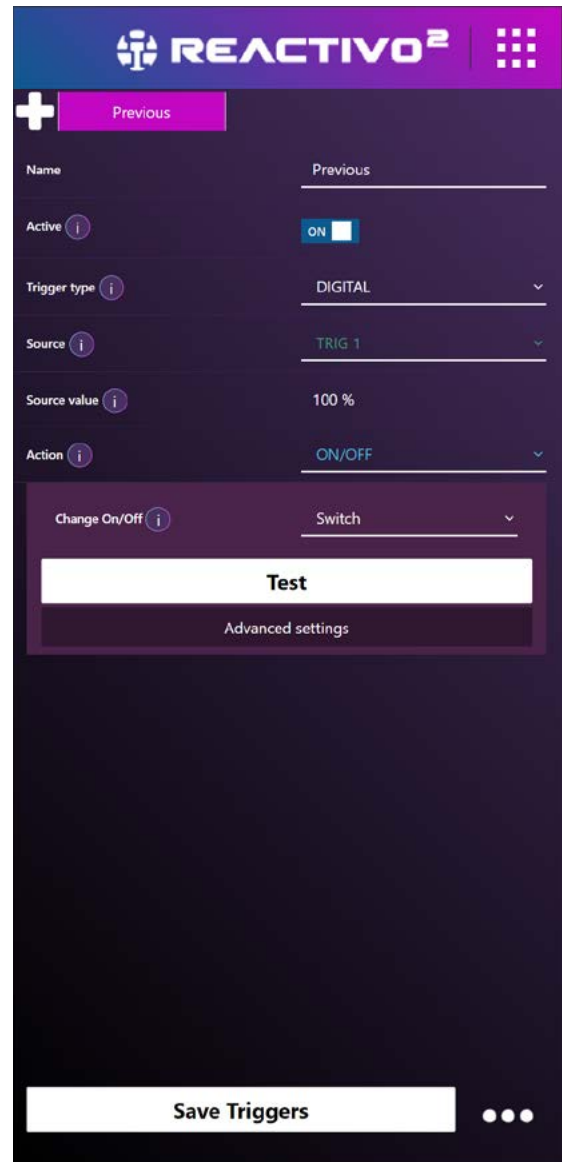 REACTIVO²
Previous
Name Previous
Active i ON
Trigger type i DIGITAL
Source i TRIG 1
Source value i 100 %
Action i ON/OFF
Change On/Off i Switch
Test
Advanced settings
Save Triggers